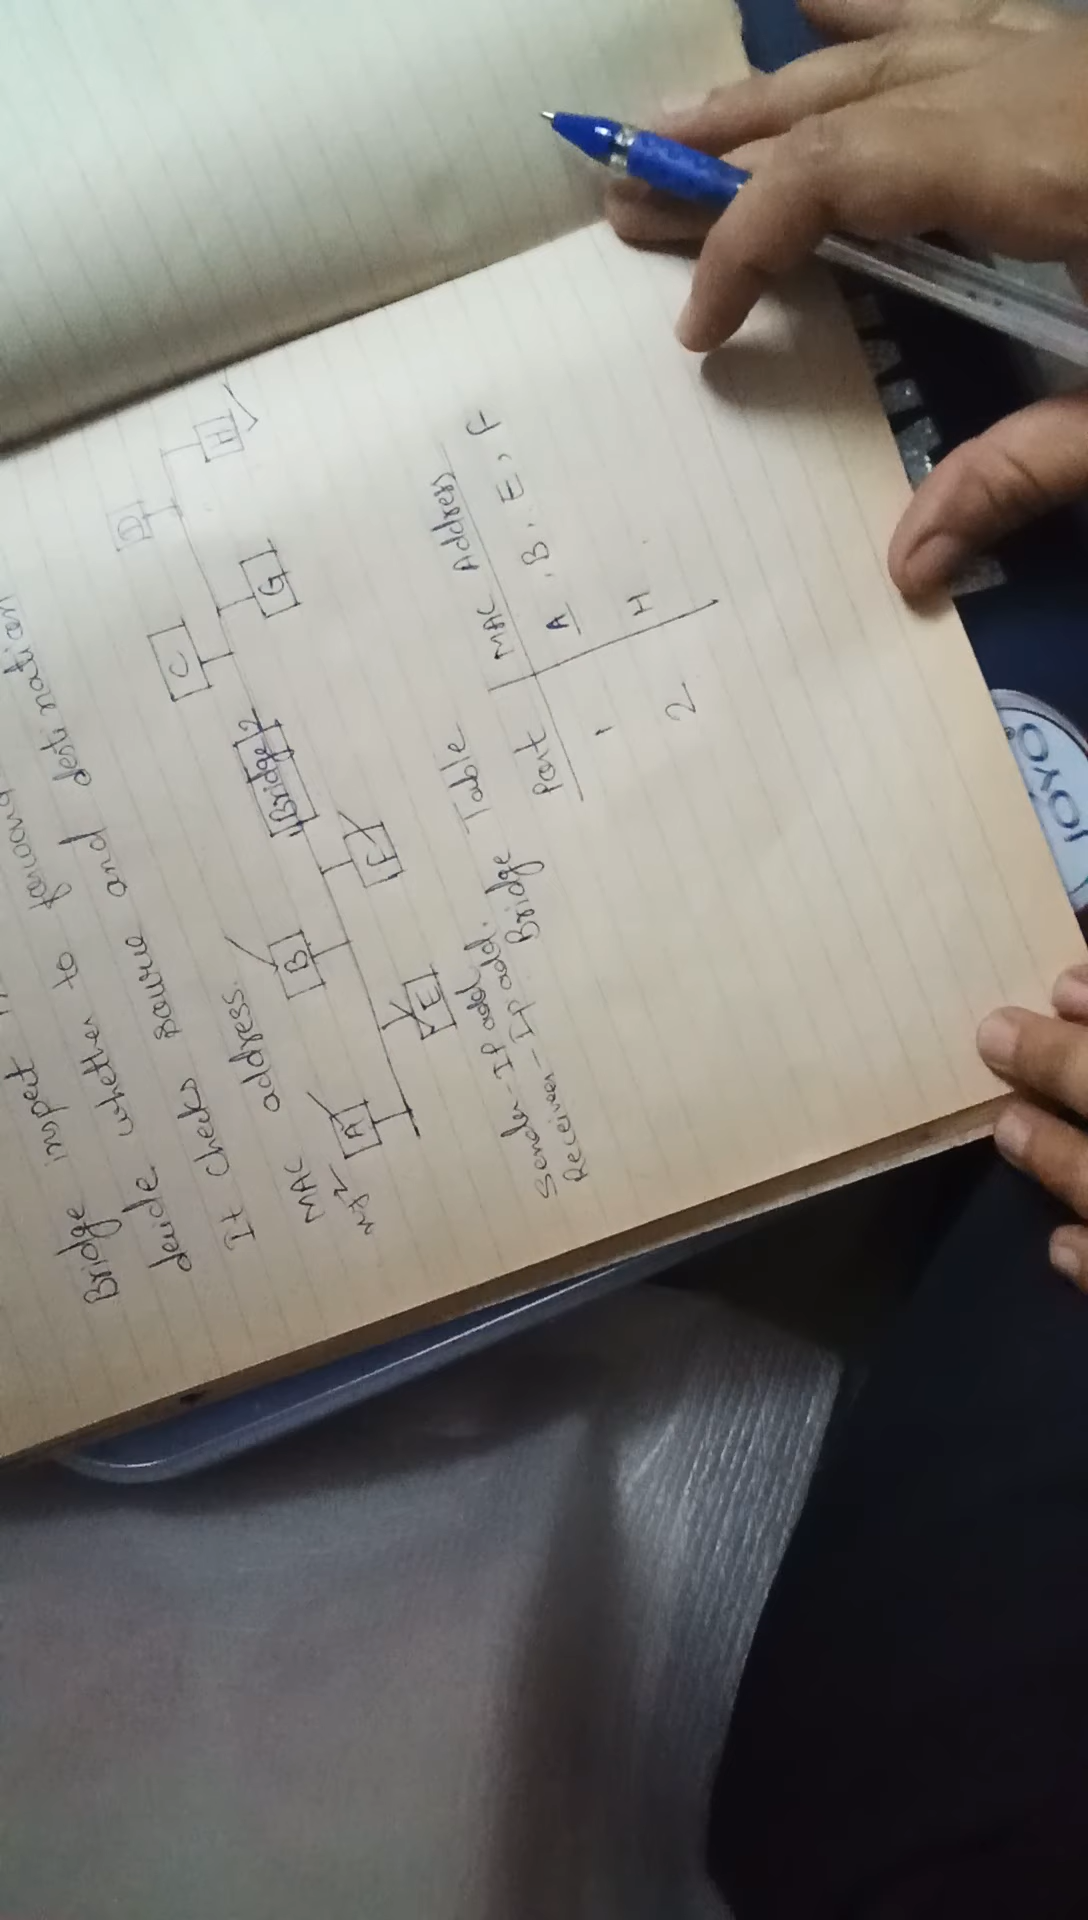 Bridge inspect
decide whether to forward
It checks source and destination
MAC address.
D
H
C
G
Bridge 2
B
F
A
E
msg
Sender - IP add
Receiver - IP add.
Bridge Table
Port MAC Address
1 A, B, E, F
2 H
JOYO